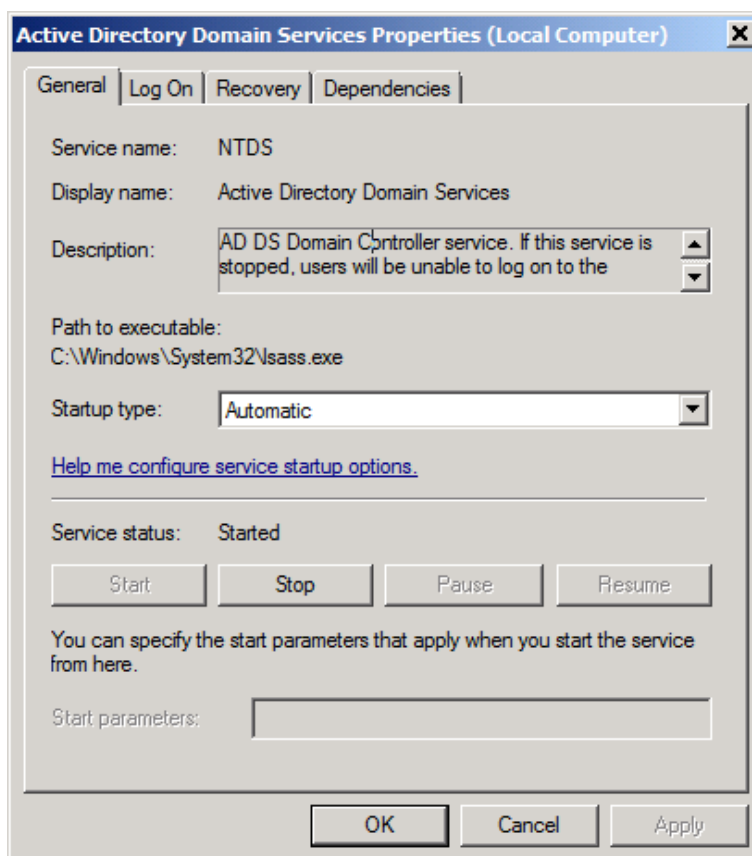 Active Directory Domain Services Properties (Local Computer)
General Log On Recovery Dependencies
Service name: NTDS
Display name: Active Directory Domain Services
Description: AD DS Domain Controller service. If this service is
stopped, users will be unable to log on to the
Path to executable:
C:\Windows\System32\lsass.exe
Startup type: Automatic
Help me configure service startup options.
Service status: Started
Start Stop Pause Resume
You can specify the start parameters that apply when you start the service
from here.
Start parameters:
OK Cancel Apply